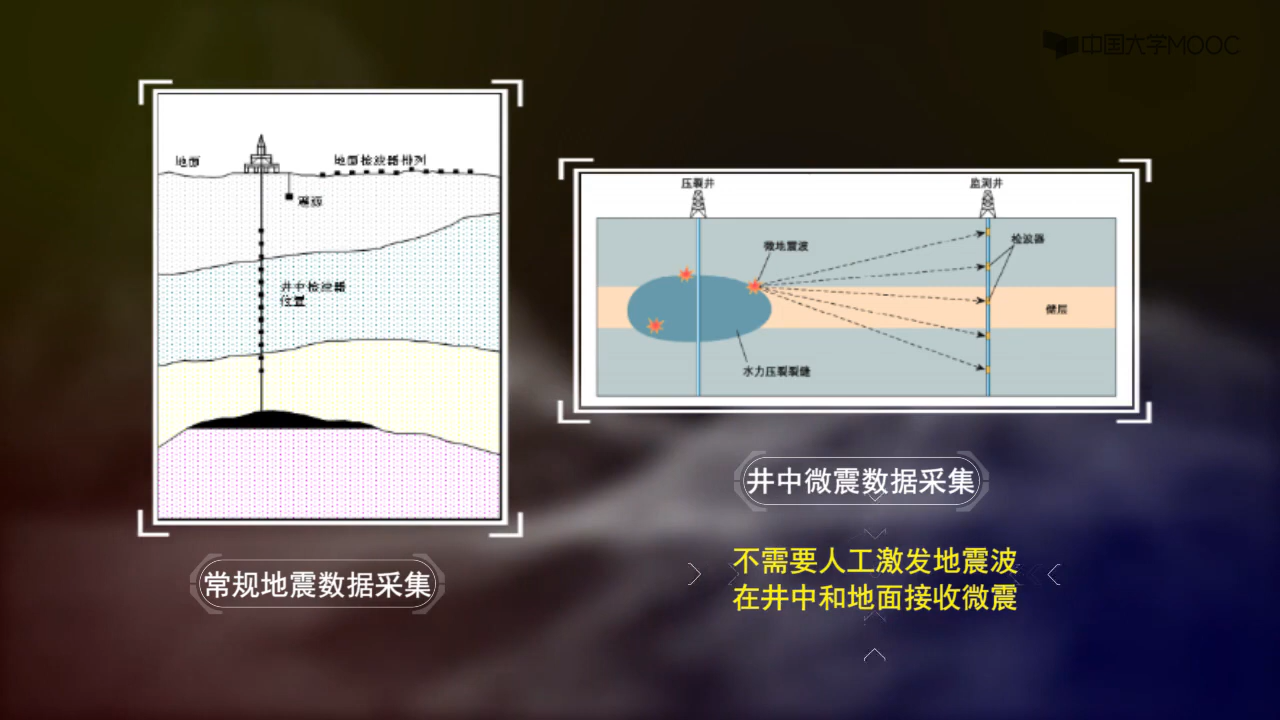 中国大学MOOC
地面
地面检波器排列
震源
井中检波器
位置
常规地震数据采集
压裂井
监测井
微地震波
检波器
储层
水力压裂裂缝
井中微震数据采集
不需要人工激发地震波
在井中和地面接收微震